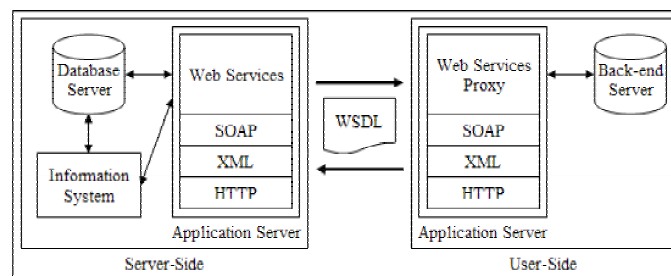 Database
Server
Information
System
Web Services
SOAP
XML
HTTP
Application Server
Server-Side
WSDL
Web Services
Proxy
SOAP
XML
HTTP
Application Server
Back-end
Server
User-Side